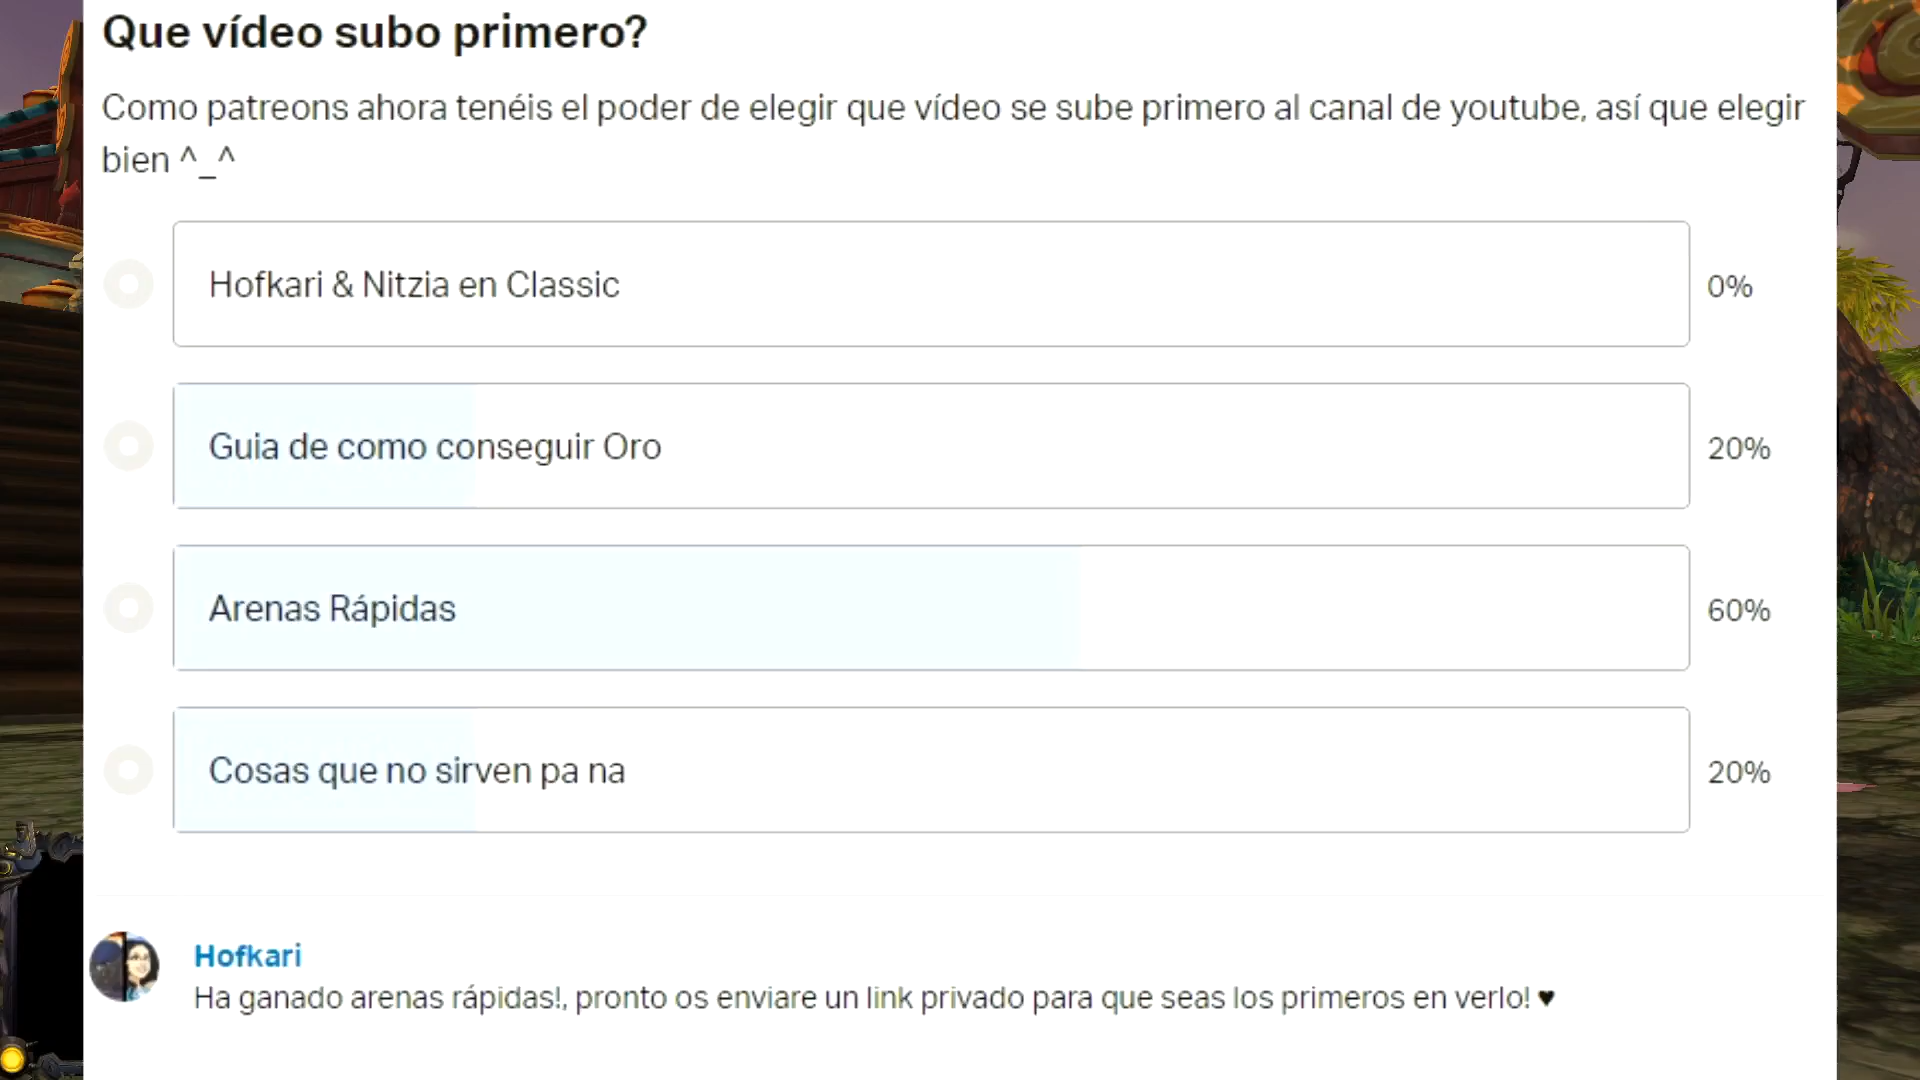 Que vídeo subo primero?
Como patreons ahora tenéis el poder de elegir que vídeo se sube primero al canal de youtube, así que elegir
bien ^_^
Hofkari & Nitzia en Classic
0%
Guia de como conseguir Oro
20%
Arenas Rápidas
60%
Cosas que no sirven pa na
20%
Hofkari
Ha ganado arenas rápidas!, pronto os enviare un link privado para que seas los primeros en verlo! ♥